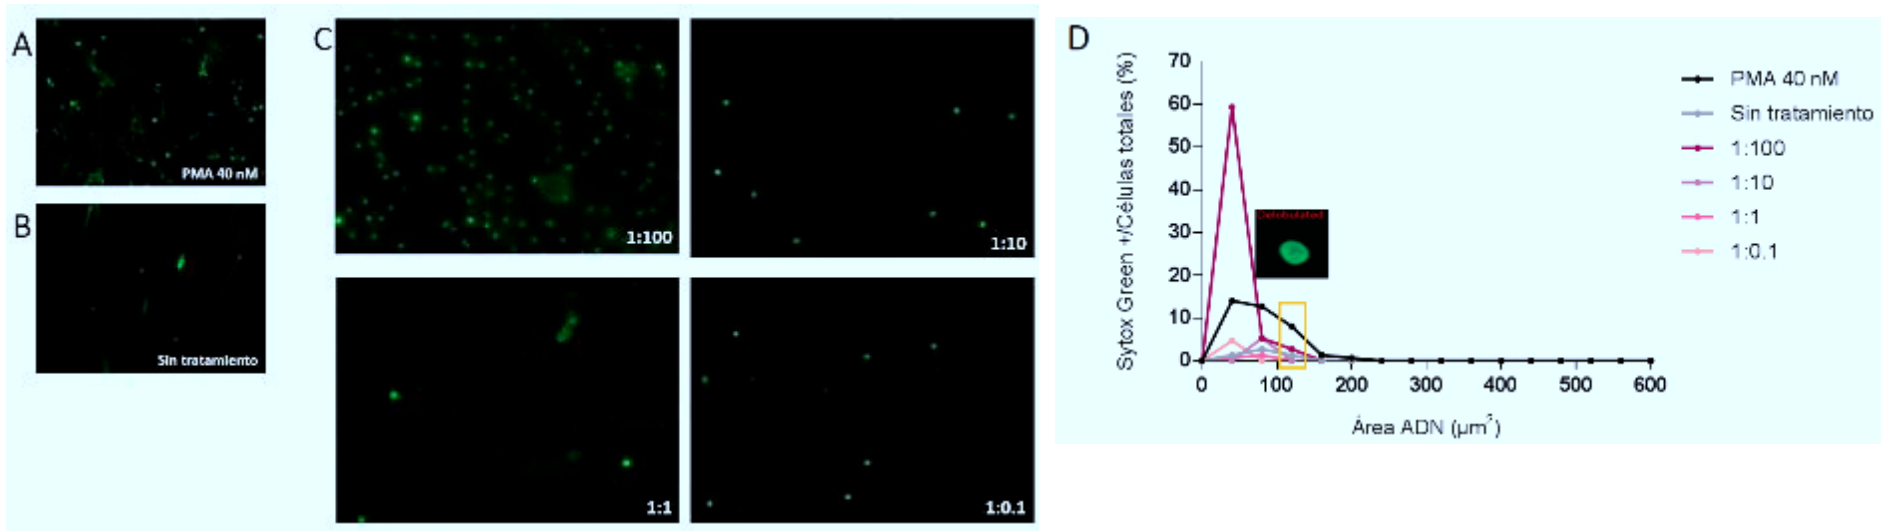 A
PMA 40 nM
B
Sin tratamiento
C
1:100
1:10
1:1
1:0.1
D
Sytox Green +/Células totales (%)
70
60
50
40
30
20
10
0
Delobulated
0
100
200
300
400
500
600
Área ADN (µm²)
PMA 40 nM
Sin tratamiento
1:100
1:10
1:1
1:0.1